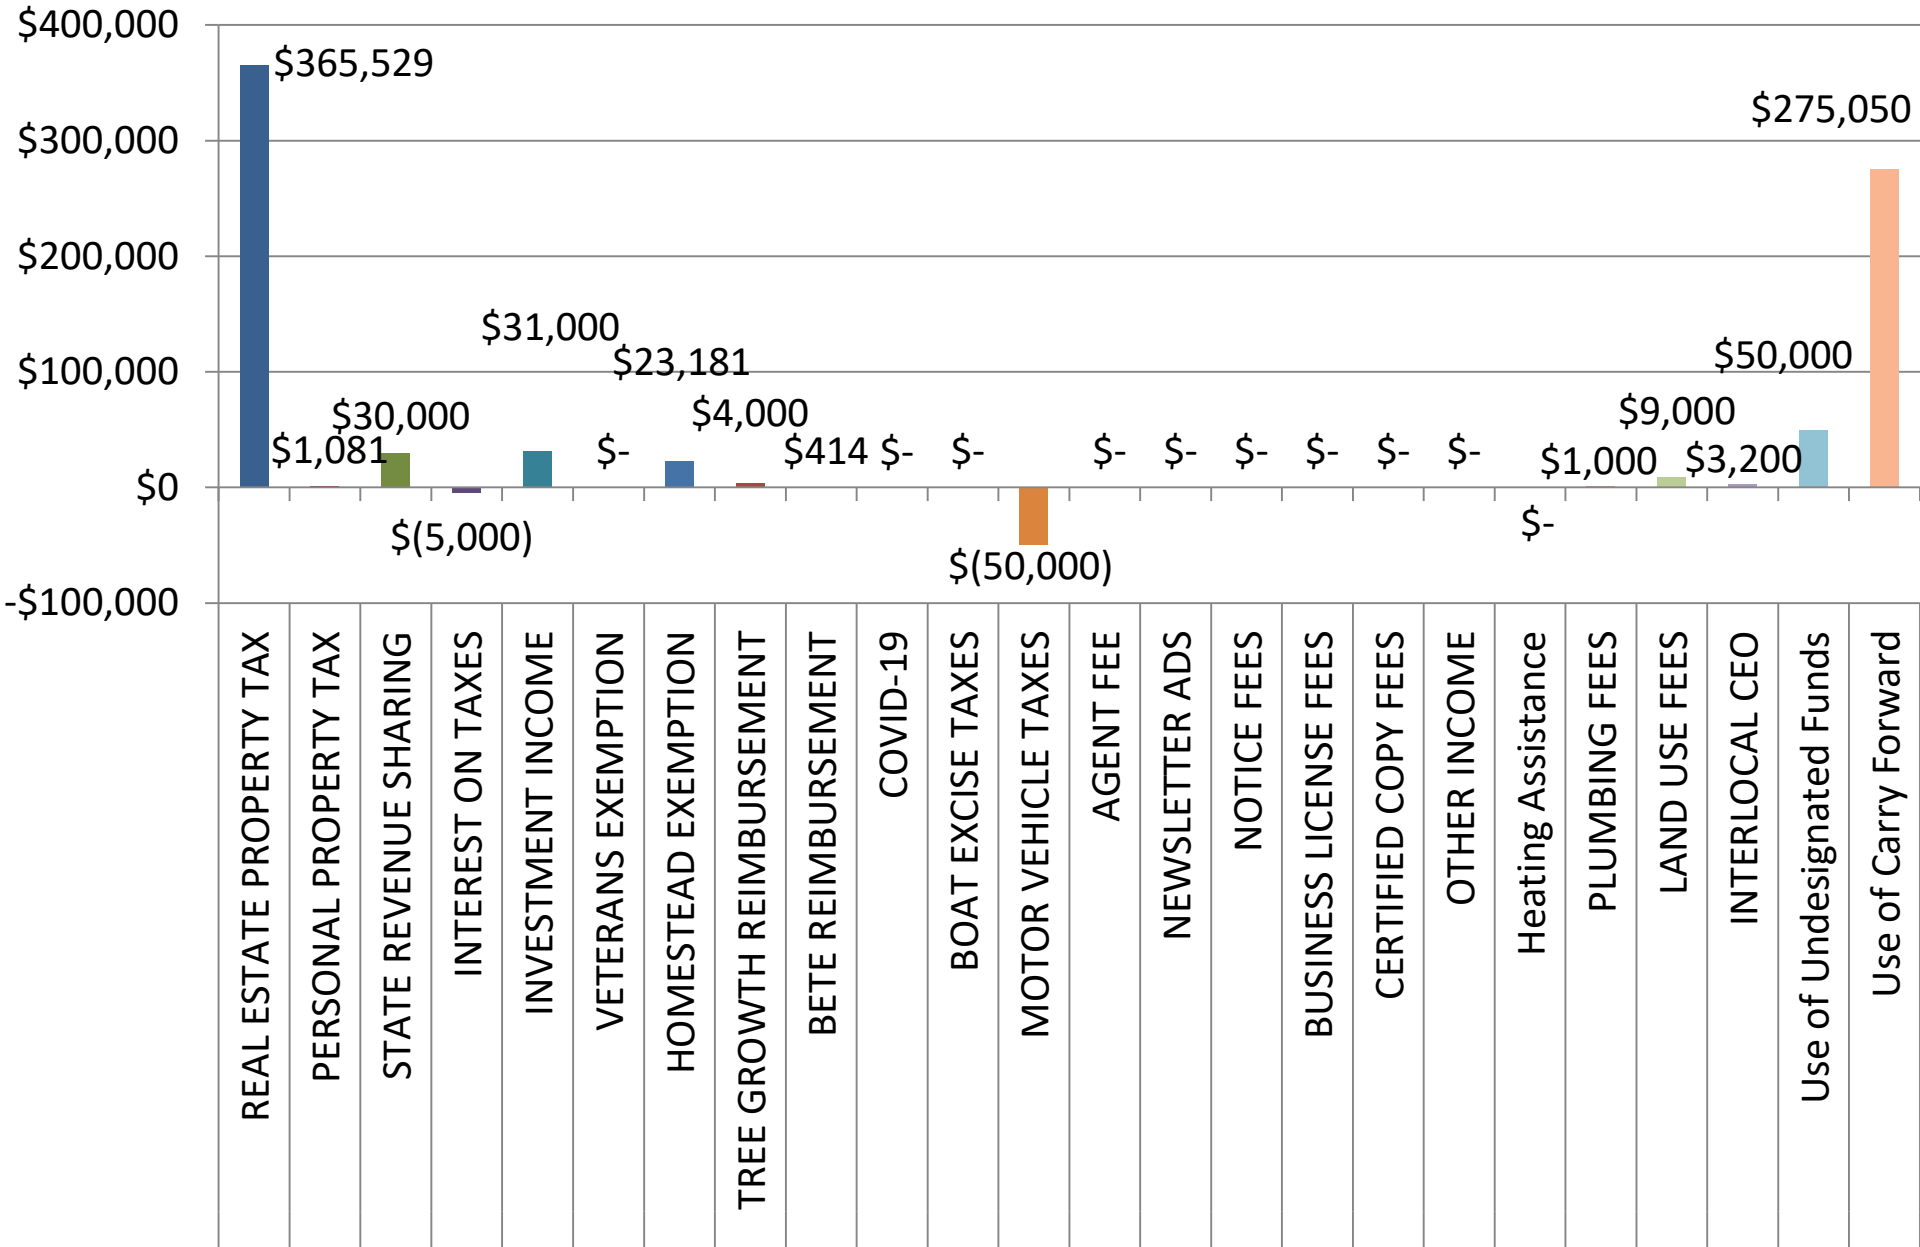 $400,000
$300,000
$200,000
$100,000
$0
-$100,000
$365,529
$1,081
$30,000
$(5,000)
$31,000
$-
$23,181
$4,000
$414
$-
$-
$(50,000)
$-
$-
$-
$-
$-
$-
$-
$1,000
$9,000
$3,200
$50,000
$275,050
REAL ESTATE PROPERTY TAX
PERSONAL PROPERTY TAX
STATE REVENUE SHARING
INTEREST ON TAXES
INVESTMENT INCOME
VETERANS EXEMPTION
HOMESTEAD EXEMPTION
TREE GROWTH REIMBURSEMENT
BETE REIMBURSEMENT
COVID-19
BOAT EXCISE TAXES
MOTOR VEHICLE TAXES
AGENT FEE
NEWSLETTER ADS
NOTICE FEES
BUSINESS LICENSE FEES
CERTIFIED COPY FEES
OTHER INCOME
Heating Assistance
PLUMBING FEES
LAND USE FEES
INTERLOCAL CEO
Use of Undesignated Funds
Use of Carry Forward